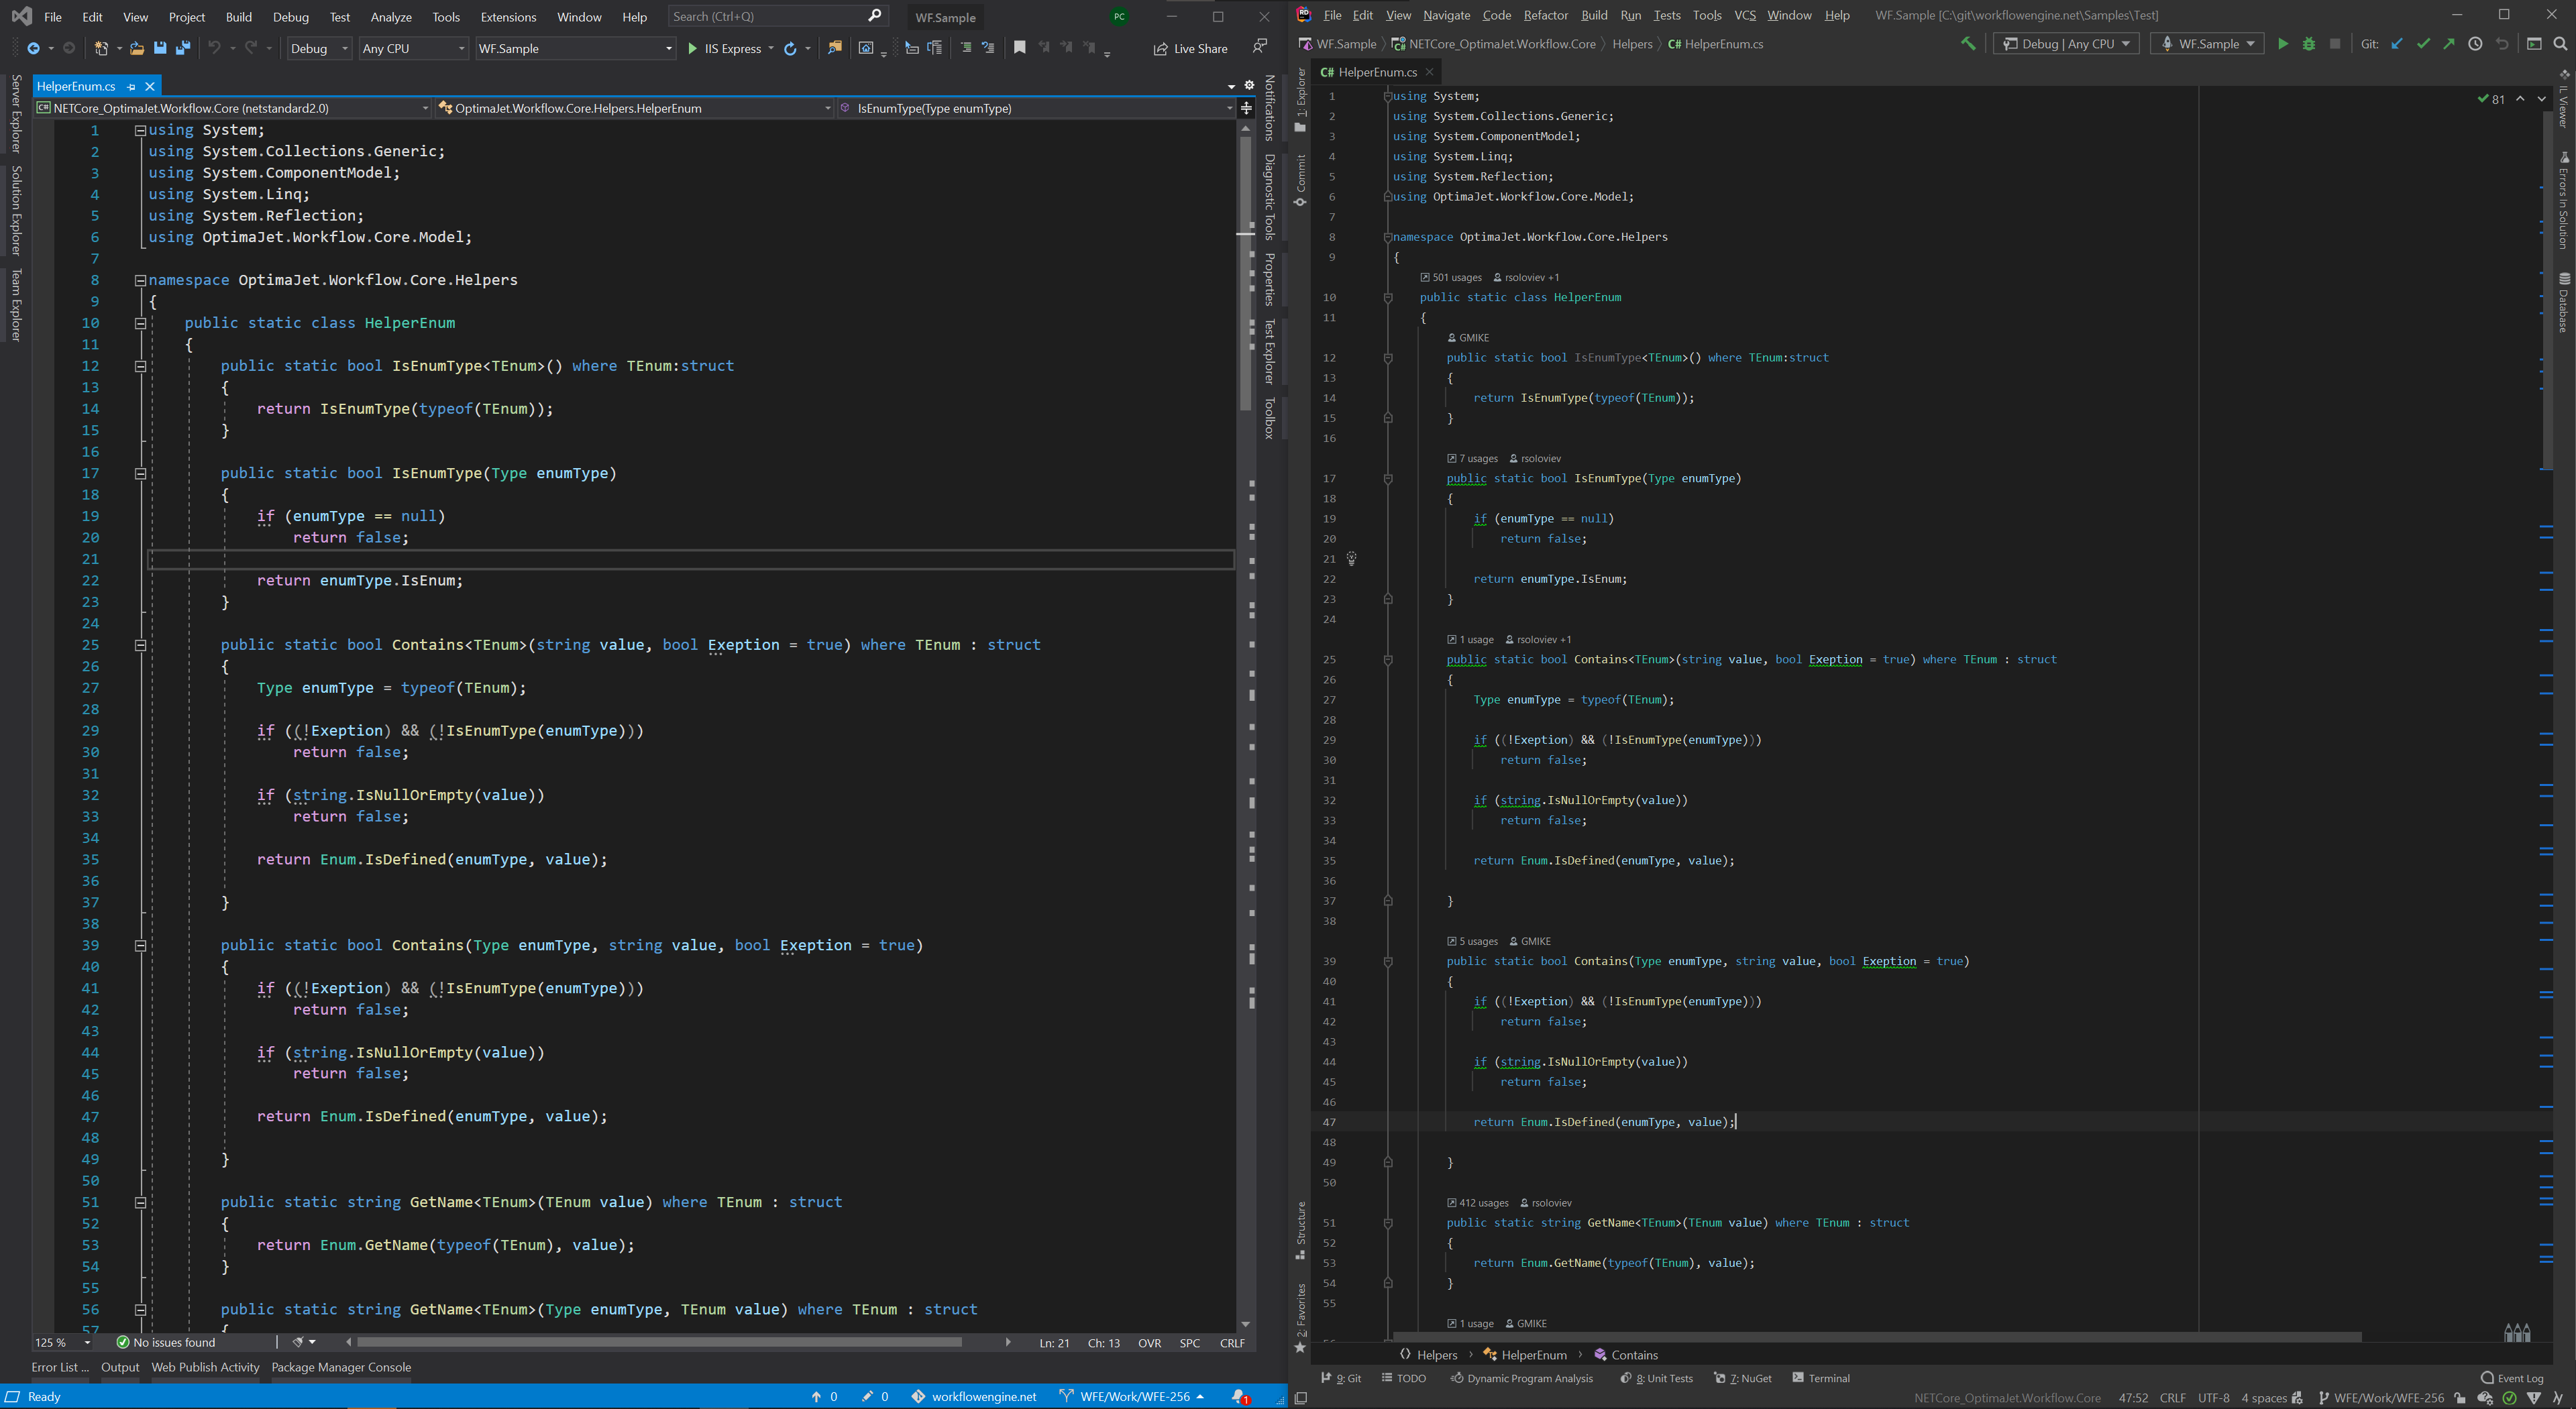 File Edit View Project Build Debug Test Analyze Tools Extensions Window Help Search (Ctrl+Q) WF.Sample PC
Debug Any CPU WF.Sample IIS Express Live Share
HelperEnum.cs
C# NETCore_OptimaJet.Workflow.Core (netstandard2.0) OptimaJet.Workflow.Core.Helpers.HelperEnum IsEnumType(Type enumType)
Server Explorer
Solution Explorer
Team Explorer
1 using System;
2 using System.Collections.Generic;
3 using System.ComponentModel;
4 using System.Linq;
5 using System.Reflection;
6 using OptimaJet.Workflow.Core.Model;
7
8 namespace OptimaJet.Workflow.Core.Helpers
9 {
10 public static class HelperEnum
11 {
12 public static bool IsEnumType<TEnum>() where TEnum:struct
13 {
14 return IsEnumType(typeof(TEnum));
15 }
16
17 public static bool IsEnumType(Type enumType)
18 {
19 if (enumType == null)
20 return false;
21
22 return enumType.IsEnum;
23 }
24
25 public static bool Contains<TEnum>(string value, bool Exeption = true) where TEnum : struct
26 {
27 Type enumType = typeof(TEnum);
28
29 if ((!Exeption) && (!IsEnumType(enumType)))
30 return false;
31
32 if (string.IsNullOrEmpty(value))
33 return false;
34
35 return Enum.IsDefined(enumType, value);
36
37 }
38
39 public static bool Contains(Type enumType, string value, bool Exeption = true)
40 {
41 if ((!Exeption) && (!IsEnumType(enumType)))
42 return false;
43
44 if (string.IsNullOrEmpty(value))
45 return false;
46
47 return Enum.IsDefined(enumType, value);
48
49 }
50
51 public static string GetName<TEnum>(TEnum value) where TEnum : struct
52 {
53 return Enum.GetName(typeof(TEnum), value);
54 }
55
56 public static string GetName<TEnum>(Type enumType, TEnum value) where TEnum : struct
57 {
Notifications
Diagnostic Tools
Properties
Test Explorer
Toolbox
125 % No issues found Ln: 21 Ch: 13 OVR SPC CRLF
Error List ... Output Web Publish Activity Package Manager Console
Ready 0 0 workflowengine.net WFE/Work/WFE-256 1
RD File Edit View Navigate Code Refactor Build Run Tests Tools VCS Window Help WF.Sample [C:\git\workflowengine.net\Samples\Test]
WF.Sample NETCore_OptimaJet.Workflow.Core Helpers C# HelperEnum.cs Debug | Any CPU WF.Sample Git:
C# HelperEnum.cs
1: Explorer
Commit
Structure
2: Favorites
81
1 using System;
2 using System.Collections.Generic;
3 using System.ComponentModel;
4 using System.Linq;
5 using System.Reflection;
6 using OptimaJet.Workflow.Core.Model;
7
8 namespace OptimaJet.Workflow.Core.Helpers
9 {
501 usages rsoloviev +1
10 public static class HelperEnum
11 {
GMIKE
12 public static bool IsEnumType<TEnum>() where TEnum:struct
13 {
14 return IsEnumType(typeof(TEnum));
15 }
16
7 usages rsoloviev
17 public static bool IsEnumType(Type enumType)
18 {
19 if (enumType == null)
20 return false;
21
22 return enumType.IsEnum;
23 }
24
1 usage rsoloviev +1
25 public static bool Contains<TEnum>(string value, bool Exeption = true) where TEnum : struct
26 {
27 Type enumType = typeof(TEnum);
28
29 if ((!Exeption) && (!IsEnumType(enumType)))
30 return false;
31
32 if (string.IsNullOrEmpty(value))
33 return false;
34
35 return Enum.IsDefined(enumType, value);
36
37 }
38
5 usages GMIKE
39 public static bool Contains(Type enumType, string value, bool Exeption = true)
40 {
41 if ((!Exeption) && (!IsEnumType(enumType)))
42 return false;
43
44 if (string.IsNullOrEmpty(value))
45 return false;
46
47 return Enum.IsDefined(enumType, value);
48
49 }
50
412 usages rsoloviev
51 public static string GetName<TEnum>(TEnum value) where TEnum : struct
52 {
53 return Enum.GetName(typeof(TEnum), value);
54 }
55
1 usage GMIKE
IL Viewer
Errors In Solution
Database
Helpers HelperEnum Contains
9: Git TODO Dynamic Program Analysis 8: Unit Tests 7: NuGet Terminal Event Log
NETCore_OptimaJet.Workflow.Core 47:52 CRLF UTF-8 4 spaces WFE/Work/WFE-256